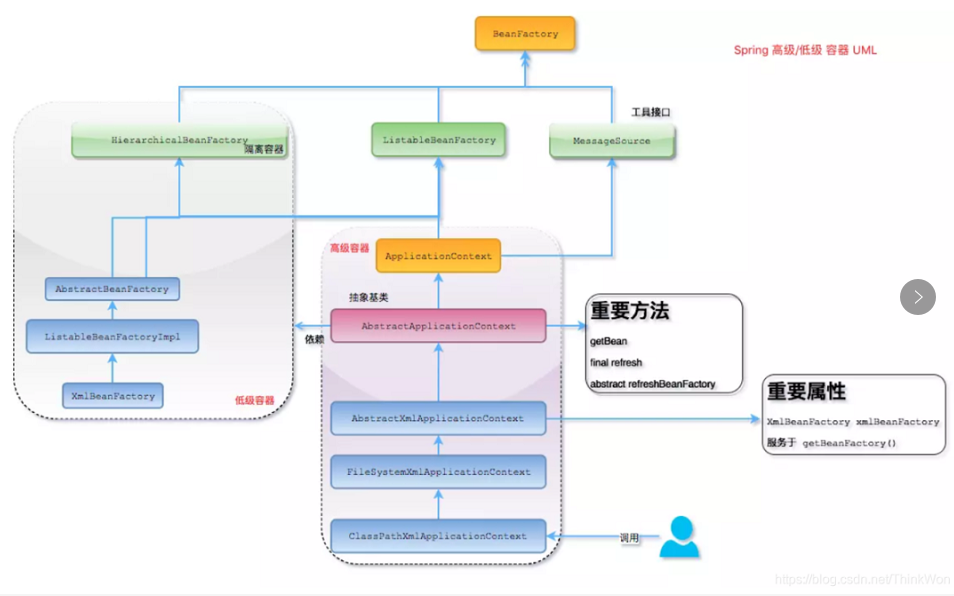 BeanFactory
Spring 高级/低级 容器 UML
工具接口
HierarchicalBeanFactory
隔离容器
ListableBeanFactory
MessageSource
高级容器
ApplicationContext
抽象基类
AbstractBeanFactory
AbstractApplicationContext
依赖
ListableBeanFactoryImpl
XmlBeanFactory
低级容器
重要方法
getBean
final refresh
abstract refreshBeanFactory
重要属性
XmlBeanFactory xmlBeanFactory
服务于 getBeanFactory()
AbstractXmlApplicationContext
FileSystemXmlApplicationContext
ClassPathXmlApplicationContext
调用
https://blog.csdn.net/ThinkWon